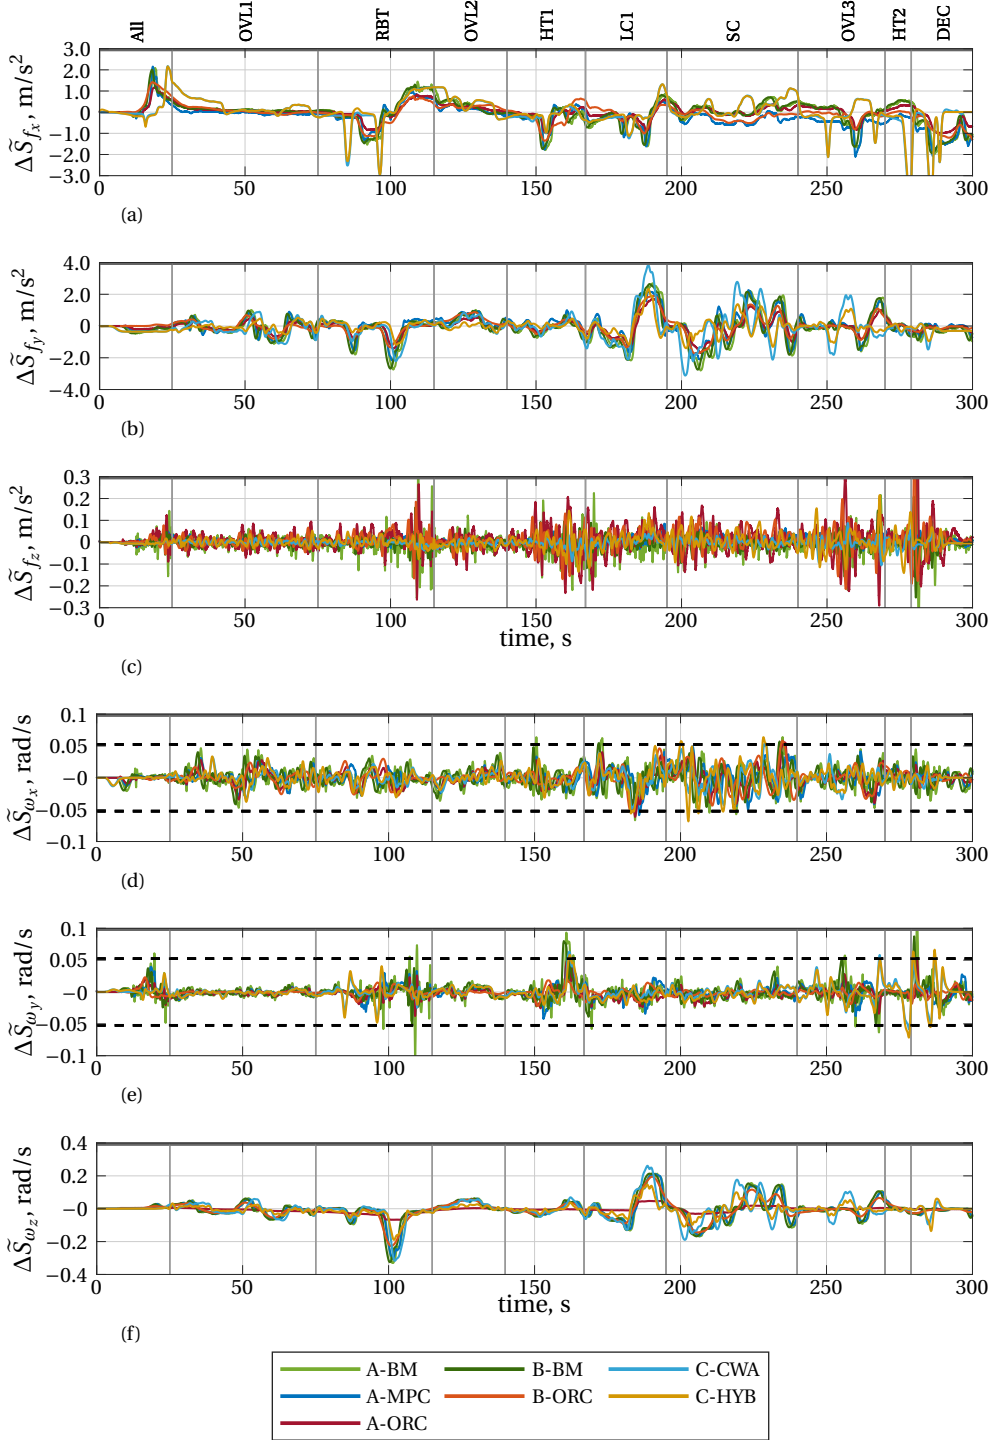 All OVL1 RBT OVL2 HT1 LC1 SC OVL3 HT2 DEC
ΔS̃_{f_x}, m/s²
3.0
2.0
1.0
0
−1.0
−2.0
−3.0
0 50 100 150 200 250 300
(a)
ΔS̃_{f_y}, m/s²
4.0
2.0
0
−2.0
−4.0
0 50 100 150 200 250 300
(b)
ΔS̃_{f_z}, m/s²
0.3
0.2
0.1
0
−0.1
−0.2
−0.3
0 50 100 150 200 250 300
time, s
(c)
ΔS̃_{ω_x}, rad/s
0.1
0.05
−0
−0.05
−0.1
0 50 100 150 200 250 300
(d)
ΔS̃_{ω_y}, rad/s
0.1
0.05
−0
−0.05
−0.1
0 50 100 150 200 250 300
(e)
ΔS̃_{ω_z}, rad/s
0.4
0.2
−0
−0.2
−0.4
0 50 100 150 200 250 300
time, s
(f)
A-BM B-BM C-CWA
A-MPC B-ORC C-HYB
A-ORC